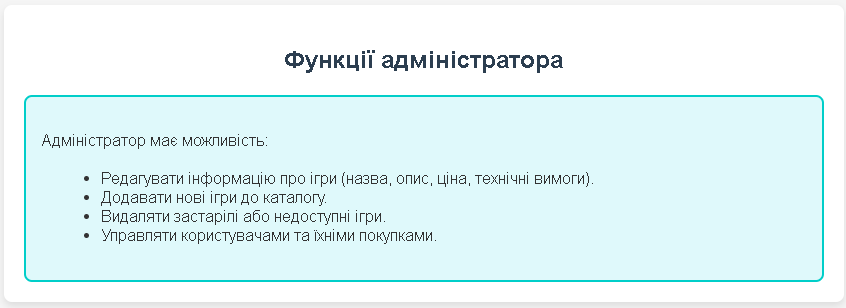 Функції адміністратора
Адміністратор має можливість:
• Редагувати інформацію про ігри (назва, опис, ціна, технічні вимоги).
• Додавати нові ігри до каталогу.
• Видаляти застарілі або недоступні ігри.
• Управляти користувачами та їхніми покупками.